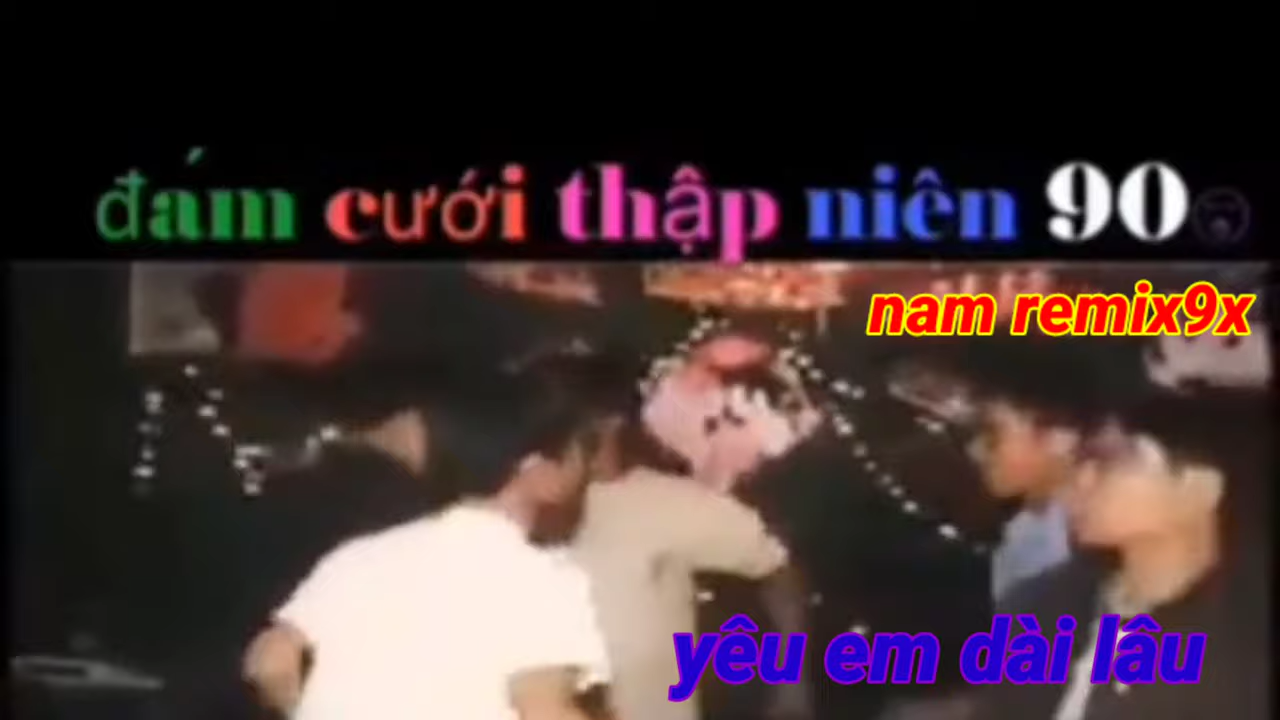 đám cưới thập niên 90
nam remix9x
yêu em dài lâu